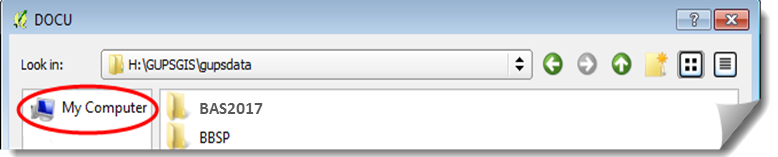 DOCU
Look in: H:\GUPSGIS\gupsdata
My Computer
BAS2017
BBSP